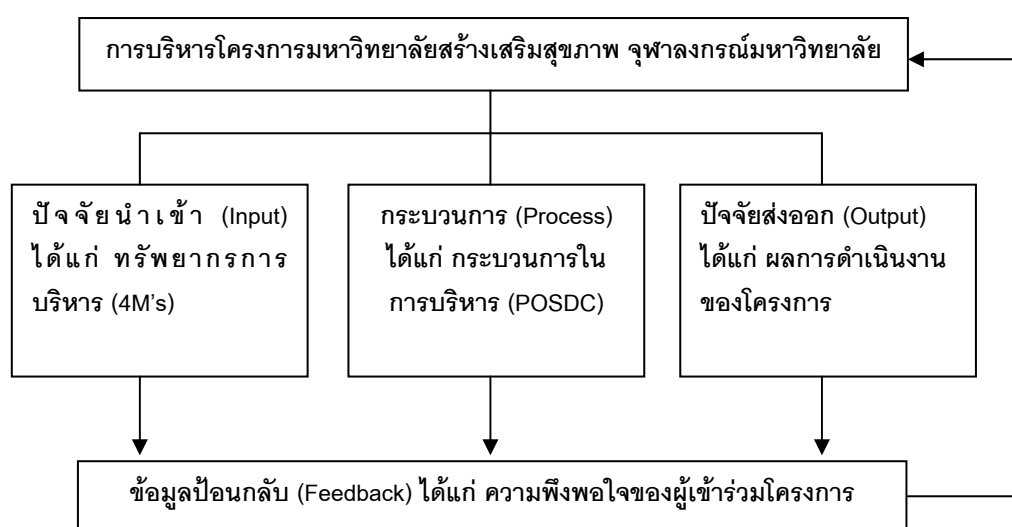 การบริหารโครงการมหาวิทยาลัยสร้างเสริมสุขภาพ จุฬาลงกรณ์มหาวิทยาลัย
ปัจจัยนำเข้า (Input)
ได้แก่ ทรัพยากรการ
บริหาร (4M's)
กระบวนการ (Process)
ได้แก่ กระบวนการใน
การบริหาร (POSDC)
ปัจจัยส่งออก (Output)
ได้แก่ ผลการดำเนินงาน
ของโครงการ
ข้อมูลป้อนกลับ (Feedback) ได้แก่ ความพึงพอใจของผู้เข้าร่วมโครงการ